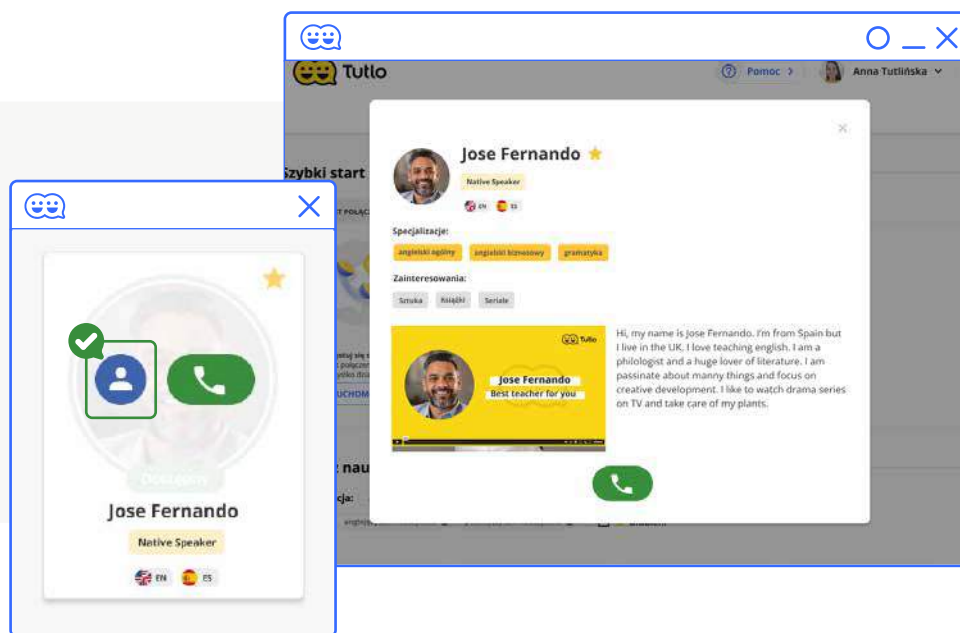 Tutlo
Pomoc
Anna Tutlińska
Szybki start
Jose Fernando
Native Speaker
EN
ES
Specjalizacje:
angielski ogólny
angielski biznesowy
gramatyka
Zainteresowania:
Sztuka
Książki
Seriale
Tutlo
Jose Fernando
Best teacher for you
Hi, my name is Jose Fernando. I'm from Spain but
I live in the UK. I love teaching english. I am a
philologist and a huge lover of literature. I am
passinate about manny things and focus on
creative development. I like to watch drama series
on TV and take care of my plants.
nau
cja:
UCHOM
Dostępny
Jose Fernando
Native Speaker
EN
ES